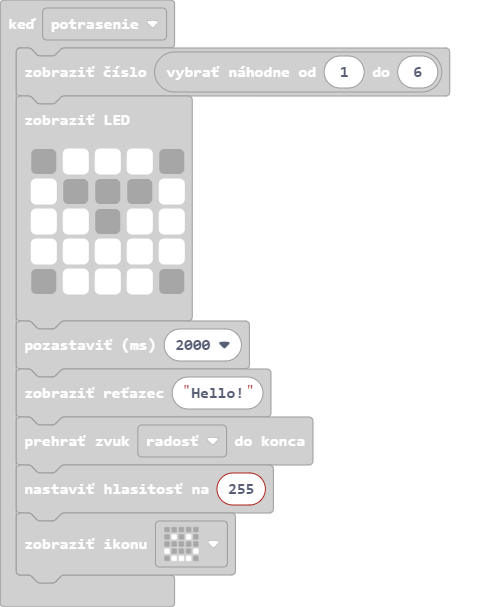 keď potrasenie
zobraziť číslo vybrať náhodne od 1 do 6
zobraziť LED
pozastaviť (ms) 2000
zobraziť reťazec "Hello!"
prehrať zvuk radosť do konca
nastaviť hlasitosť na 255
zobraziť ikonu